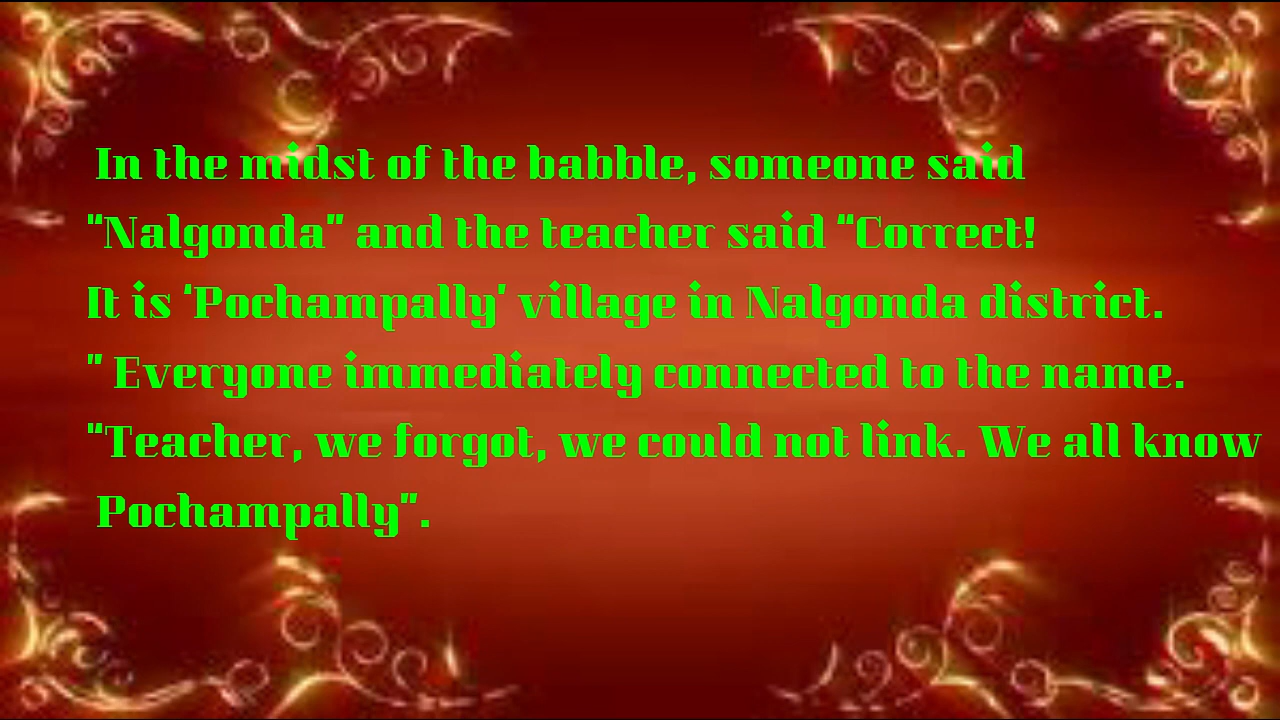 In the midst of the babble, someone said
“Nalgonda” and the teacher said “Correct!
It is ‘Pochampally’ village in Nalgonda district.
” Everyone immediately connected to the name.
“Teacher, we forgot, we could not link. We all know
Pochampally”.